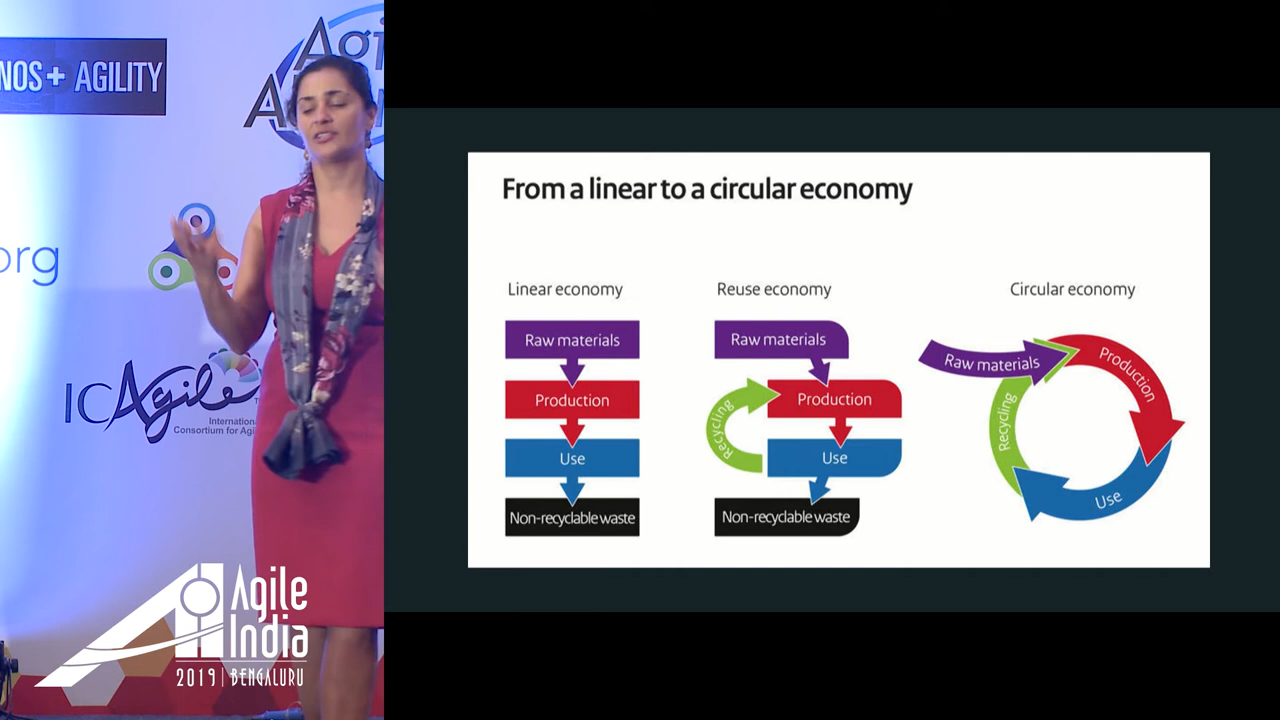 NOS+ AGILITY
Agi
A
org
ICAgile
International
Consortium for Agi
Agile
India
2019 | BENGALURU
From a linear to a circular economy
Linear economy
Raw materials
Production
Use
Non-recyclable waste
Reuse economy
Raw materials
Production
Recycling
Use
Non-recyclable waste
Circular economy
Raw materials
Production
Recycling
Use